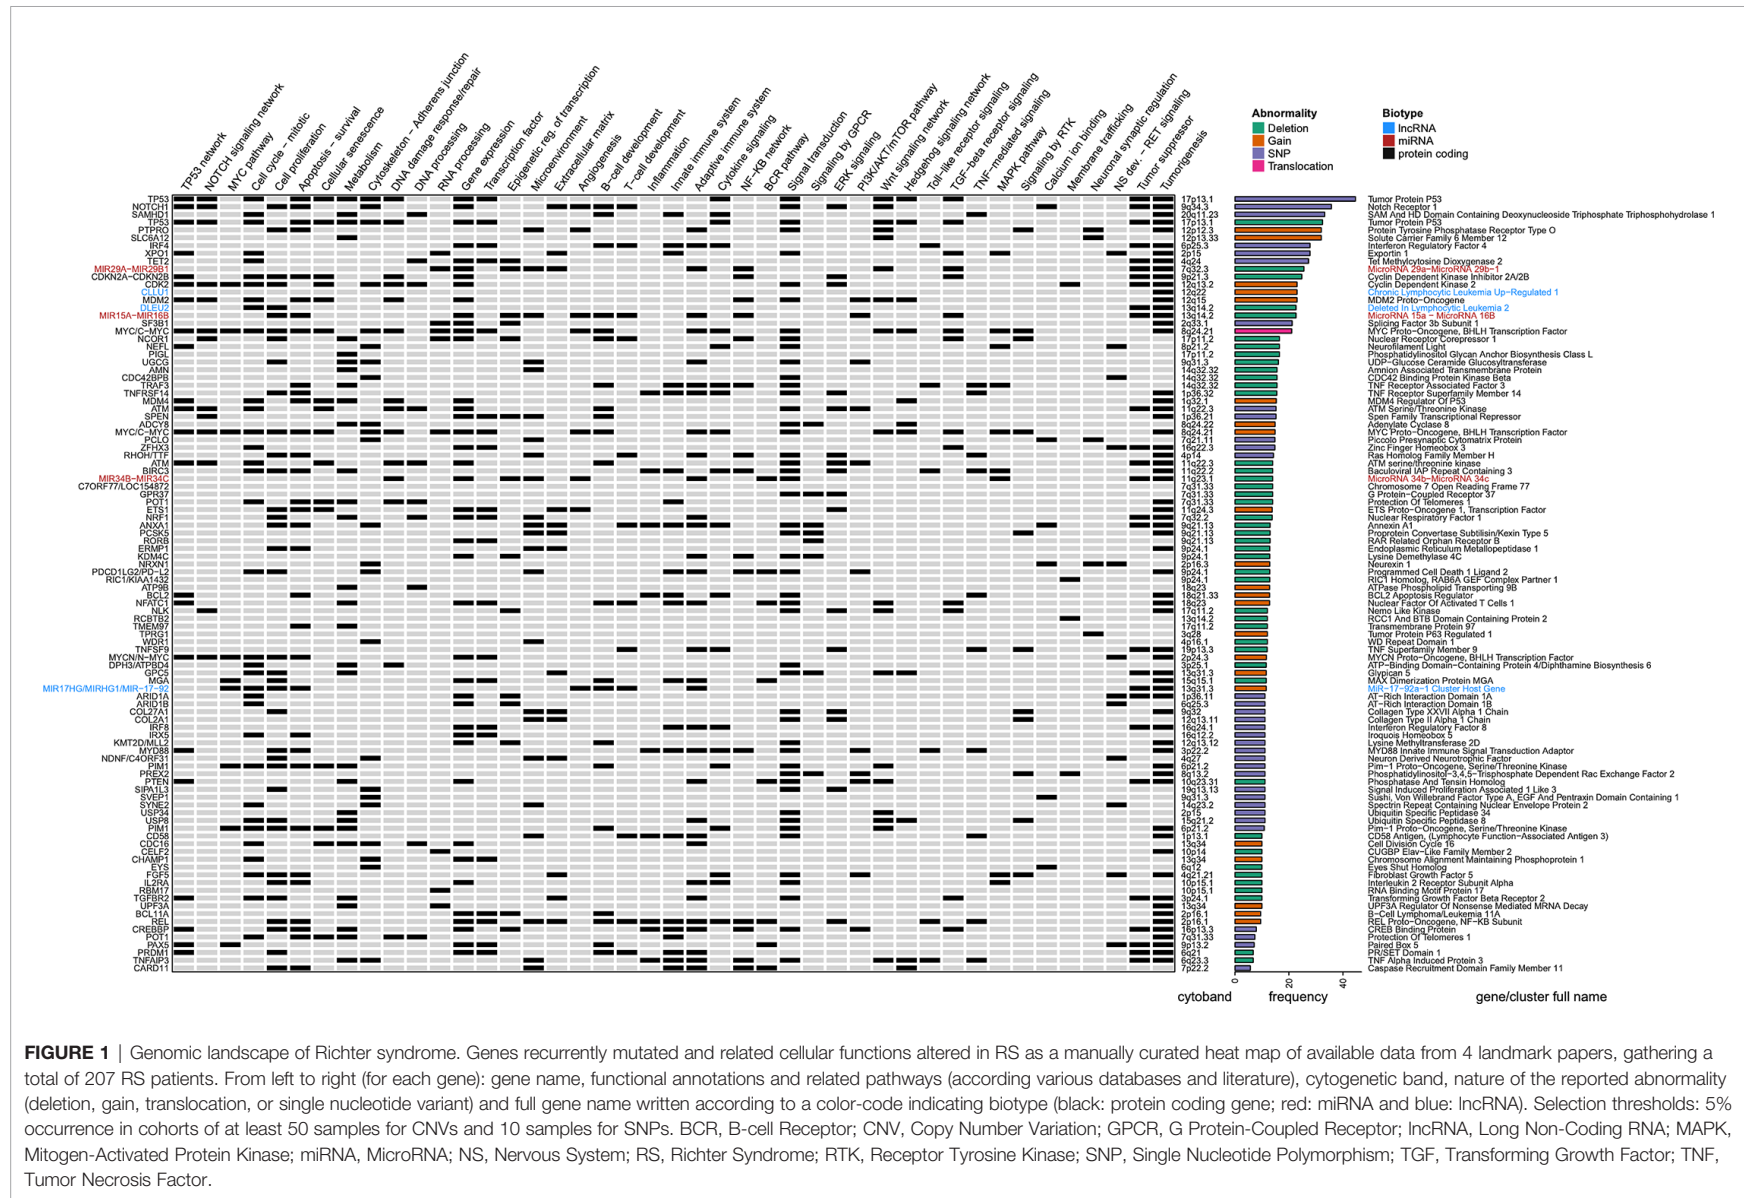 TP53 network
NOTCH signaling network
MYC pathway
Cell cycle – mitotic
Cell proliferation
Apoptosis – survival
Cellular senescence
Metabolism
Cytoskeleton – Adherens junction
DNA damage response/repair
DNA processing
RNA processing
Gene expression
Transcription factor
Epigenetic reg. of transcription
Microenvironment
Extracellular matrix
Angiogenesis
B-cell development
T-cell development
Inflammation
Innate immune system
Adaptive immune system
Cytokine signaling
NF-KB network
BCR pathway
Signal transduction
Signaling by GPCR
ERK signaling
PI3K/AKT/mTOR pathway
Wnt signaling network
Hedgehog signaling network
Toll-like receptor signaling
TGF-beta receptor signaling
TNF-mediated signaling
MAPK pathway
Signaling by RTK
Calcium ion binding
Membrane trafficking
Neuronal synaptic regulation
NS dev. – RET signaling
Tumor suppressor
Tumorigenesis
Abnormality
Deletion
Gain
SNP
Translocation
Biotype
lncRNA
miRNA
protein coding
TP53 17p13.1 Tumor Protein P53
NOTCH1 9q34.3 Notch Receptor 1
SAMHD1 20q11.23 SAM And HD Domain Containing Deoxynucleoside Triphosphate Triphosphohydrolase 1
TP53 17p13.1 Tumor Protein P53
PTPRO 12p12.3 Protein Tyrosine Phosphatase Receptor Type O
SLC6A12 12p13.33 Solute Carrier Family 6 Member 12
IRF4 6p25.3 Interferon Regulatory Factor 4
XPO1 2p15 Exportin 1
TET2 4q24 Tet Methylcytosine Dioxygenase 2
MIR29A–MIR29B1 7q32.3 MicroRNA 29a–MicroRNA 29b–1
CDKN2A–CDKN2B 9p21.3 Cyclin Dependent Kinase Inhibitor 2A/2B
CDK2 12q13.2 Cyclin Dependent Kinase 2
CLLU1 12q22 Chronic Lymphocytic Leukemia Up–Regulated 1
MDM2 12q15 MDM2 Proto–Oncogene
DLEU2 13q14.2 Deleted In Lymphocytic Leukemia 2
MIR15A–MIR16B 13q14.2 MicroRNA 15a – MicroRNA 16B
SF3B1 2q33.1 Splicing Factor 3b Subunit 1
MYC/C–MYC 8q24.21 MYC Proto–Oncogene, BHLH Transcription Factor
NCOR1 17p11.2 Nuclear Receptor Corepressor 1
NEFL 8p21.2 Neurofilament Light
PIGL 17p11.2 Phosphatidylinositol Glycan Anchor Biosynthesis Class L
UGCG 9q31.3 UDP–Glucose Ceramide Glucosyltransferase
AMN 14q32.32 Amnion Associated Transmembrane Protein
CDC42BPB 14q32.32 CDC42 Binding Protein Kinase Beta
TRAF3 14q32.32 TNF Receptor Associated Factor 3
TNFRSF14 1p36.32 TNF Receptor Superfamily Member 14
MDM4 1q32.1 MDM4 Regulator Of P53
ATM 11q22.3 ATM Serine/Threonine Kinase
SPEN 1p36.21 Spen Family Transcriptional Repressor
ADCY8 8q24.22 Adenylate Cyclase 8
MYC/C–MYC 8q24.21 MYC Proto–Oncogene, BHLH Transcription Factor
PCLO 7q21.11 Piccolo Presynaptic Cytomatrix Protein
ZFHX3 16q22.3 Zinc Finger Homeobox 3
RHOH/TTF 4p14 Ras Homolog Family Member H
ATM 11q22.3 ATM serine/threonine kinase
BIRC3 11q22.2 Baculoviral IAP Repeat Containing 3
MIR34B–MIR34C 11q23.1 MicroRNA 34b–MicroRNA 34c
C7ORF77/LOC154872 7q31.33 Chromosome 7 Open Reading Frame 77
GPR37 7q31.33 G Protein–Coupled Receptor 37
POT1 7q31.33 Protection Of Telomeres 1
ETS1 11q24.3 ETS Proto–Oncogene 1, Transcription Factor
NRF1 7q32.2 Nuclear Respiratory Factor 1
ANXA1 9q21.13 Annexin A1
PCSK5 9q21.13 Proprotein Convertase Subtilisin/Kexin Type 5
RORB 9q21.13 RAR Related Orphan Receptor B
ERMP1 9p24.1 Endoplasmic Reticulum Metallopeptidase 1
KDM4C 9p24.1 Lysine Demethylase 4C
NRXN1 2p16.3 Neurexin 1
PDCD1LG2/PD–L2 9p24.1 Programmed Cell Death 1 Ligand 2
RIC1/KIAA1432 9p24.1 RIC1 Homolog, RAB6A GEF Complex Partner 1
ATP9B 18q23 ATPase Phospholipid Transporting 9B
BCL2 18q21.33 BCL2 Apoptosis Regulator
NFATC1 18q23 Nuclear Factor Of Activated T Cells 1
NLK 17q11.2 Nemo Like Kinase
RCBTB2 13q14.2 RCC1 And BTB Domain Containing Protein 2
TMEM97 17q11.2 Transmembrane Protein 97
TPRG1 3q28 Tumor Protein P63 Regulated 1
WDR1 4p16.1 WD Repeat Domain 1
TNFSF9 19p13.3 TNF Superfamily Member 9
MYCN/N–MYC 2p24.3 MYCN Proto–Oncogene, BHLH Transcription Factor
DPH3/ATPBD4 3p25.1 ATP–Binding Domain–Containing Protein 4/Diphthamine Biosynthesis 6
GPC5 13q31.3 Glypican 5
MGA 15q15.1 MAX Dimerization Protein MGA
MIR17HG/MIRHG1/MIR–17–92 13q31.3 MiR–17–92a–1 Cluster Host Gene
ARID1A 1p36.11 AT–Rich Interaction Domain 1A
ARID1B 6q25.3 AT–Rich Interaction Domain 1B
COL27A1 9q32 Collagen Type XXVII Alpha 1 Chain
COL2A1 12q13.11 Collagen Type II Alpha 1 Chain
IRF8 16q24.1 Interferon Regulatory Factor 8
IRX5 16q12.2 Iroquois Homeobox 5
KMT2D/MLL2 12q13.12 Lysine Methyltransferase 2D
MYD88 3p22.2 MYD88 Innate Immune Signal Transduction Adaptor
NDNF/C4ORF31 4q27 Neuron Derived Neurotrophic Factor
PIM1 6p21.2 Pim–1 Proto–Oncogene, Serine/Threonine Kinase
PREX2 8q13.2 Phosphatidylinositol–3,4,5–Trisphosphate Dependent Rac Exchange Factor 2
PTEN 10q23.31 Phosphatase And Tensin Homolog
SIPA1L3 19q13.13 Signal Induced Proliferation Associated 1 Like 3
SVEP1 9q31.3 Sushi, Von Willebrand Factor Type A, EGF And Pentraxin Domain Containing 1
SYNE2 14q23.2 Spectrin Repeat Containing Nuclear Envelope Protein 2
USP34 2p15 Ubiquitin Specific Peptidase 34
USP8 15q21.2 Ubiquitin Specific Peptidase 8
PIM1 6p21.2 Pim–1 Proto–Oncogene, Serine/Threonine Kinase
CD58 1p13.1 CD58 Antigen, (Lymphocyte Function–Associated Antigen 3)
CDC16 13q34 Cell Division Cycle 16
CELF2 10p14 CUGBP Elav–Like Family Member 2
CHAMP1 13q34 Chromosome Alignment Maintaining Phosphoprotein 1
EYS 6q12 Eyes Shut Homolog
FGF5 4q21.21 Fibroblast Growth Factor 5
IL2RA 10p15.1 Interleukin 2 Receptor Subunit Alpha
RBM17 10p15.1 RNA Binding Motif Protein 17
TGFBR2 3p24.1 Transforming Growth Factor Beta Receptor 2
UPF3A 13q34 UPF3A Regulator Of Nonsense Mediated MRNA Decay
BCL11A 2p16.1 B–Cell Lymphoma/Leukemia 11A
REL 2p16.1 REL Proto–Oncogene, NF–KB Subunit
CREBBP 16p13.3 CREB Binding Protein
POT1 7q31.33 Protection Of Telomeres 1
PAX5 9p13.2 Paired Box 5
PRDM1 6q21 PR/SET Domain 1
TNFAIP3 6q23.3 TNF Alpha Induced Protein 3
CARD11 7p22.2 Caspase Recruitment Domain Family Member 11
0 20 40
cytoband frequency gene/cluster full name
FIGURE 1 | Genomic landscape of Richter syndrome. Genes recurrently mutated and related cellular functions altered in RS as a manually curated heat map of available data from 4 landmark papers, gathering a
total of 207 RS patients. From left to right (for each gene): gene name, functional annotations and related pathways (according various databases and literature), cytogenetic band, nature of the reported abnormality
(deletion, gain, translocation, or single nucleotide variant) and full gene name written according to a color-code indicating biotype (black: protein coding gene; red: miRNA and blue: lncRNA). Selection thresholds: 5%
occurrence in cohorts of at least 50 samples for CNVs and 10 samples for SNPs. BCR, B-cell Receptor; CNV, Copy Number Variation; GPCR, G Protein-Coupled Receptor; lncRNA, Long Non-Coding RNA; MAPK,
Mitogen-Activated Protein Kinase; miRNA, MicroRNA; NS, Nervous System; RS, Richter Syndrome; RTK, Receptor Tyrosine Kinase; SNP, Single Nucleotide Polymorphism; TGF, Transforming Growth Factor; TNF,
Tumor Necrosis Factor.